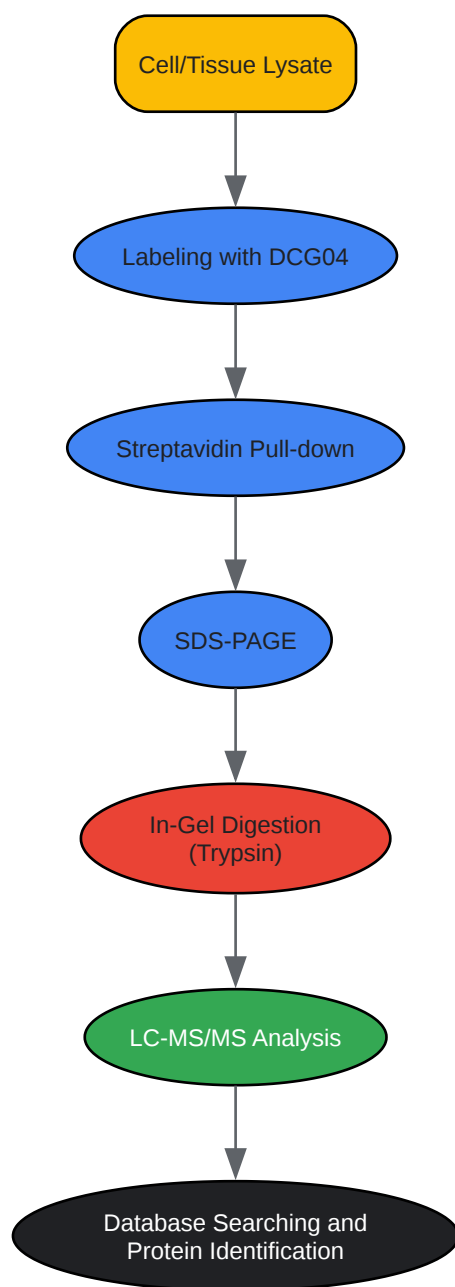 Cell/Tissue Lysate
Labeling with DCG04
Streptavidin Pull-down
SDS-PAGE
In-Gel Digestion
(Trypsin)
LC-MS/MS Analysis
Database Searching and
Protein Identification